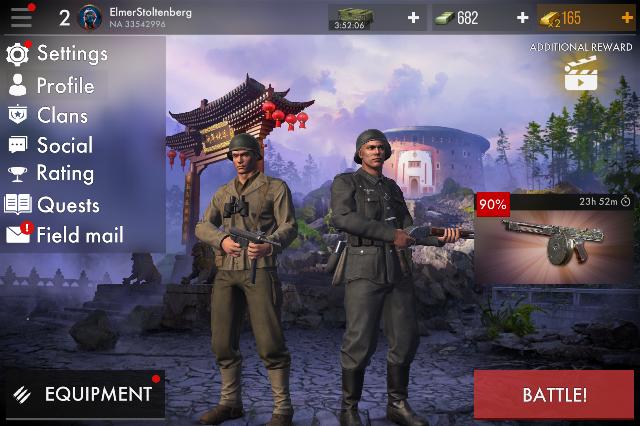 2
ElmerStoltenberg
NA 33542996
3:52:06
+
682
+
x2
165
+
ADDITIONAL REWARD
Settings
Profile
Clans
Social
Rating
Quests
Field mail
90%
23h 52m
EQUIPMENT
BATTLE!